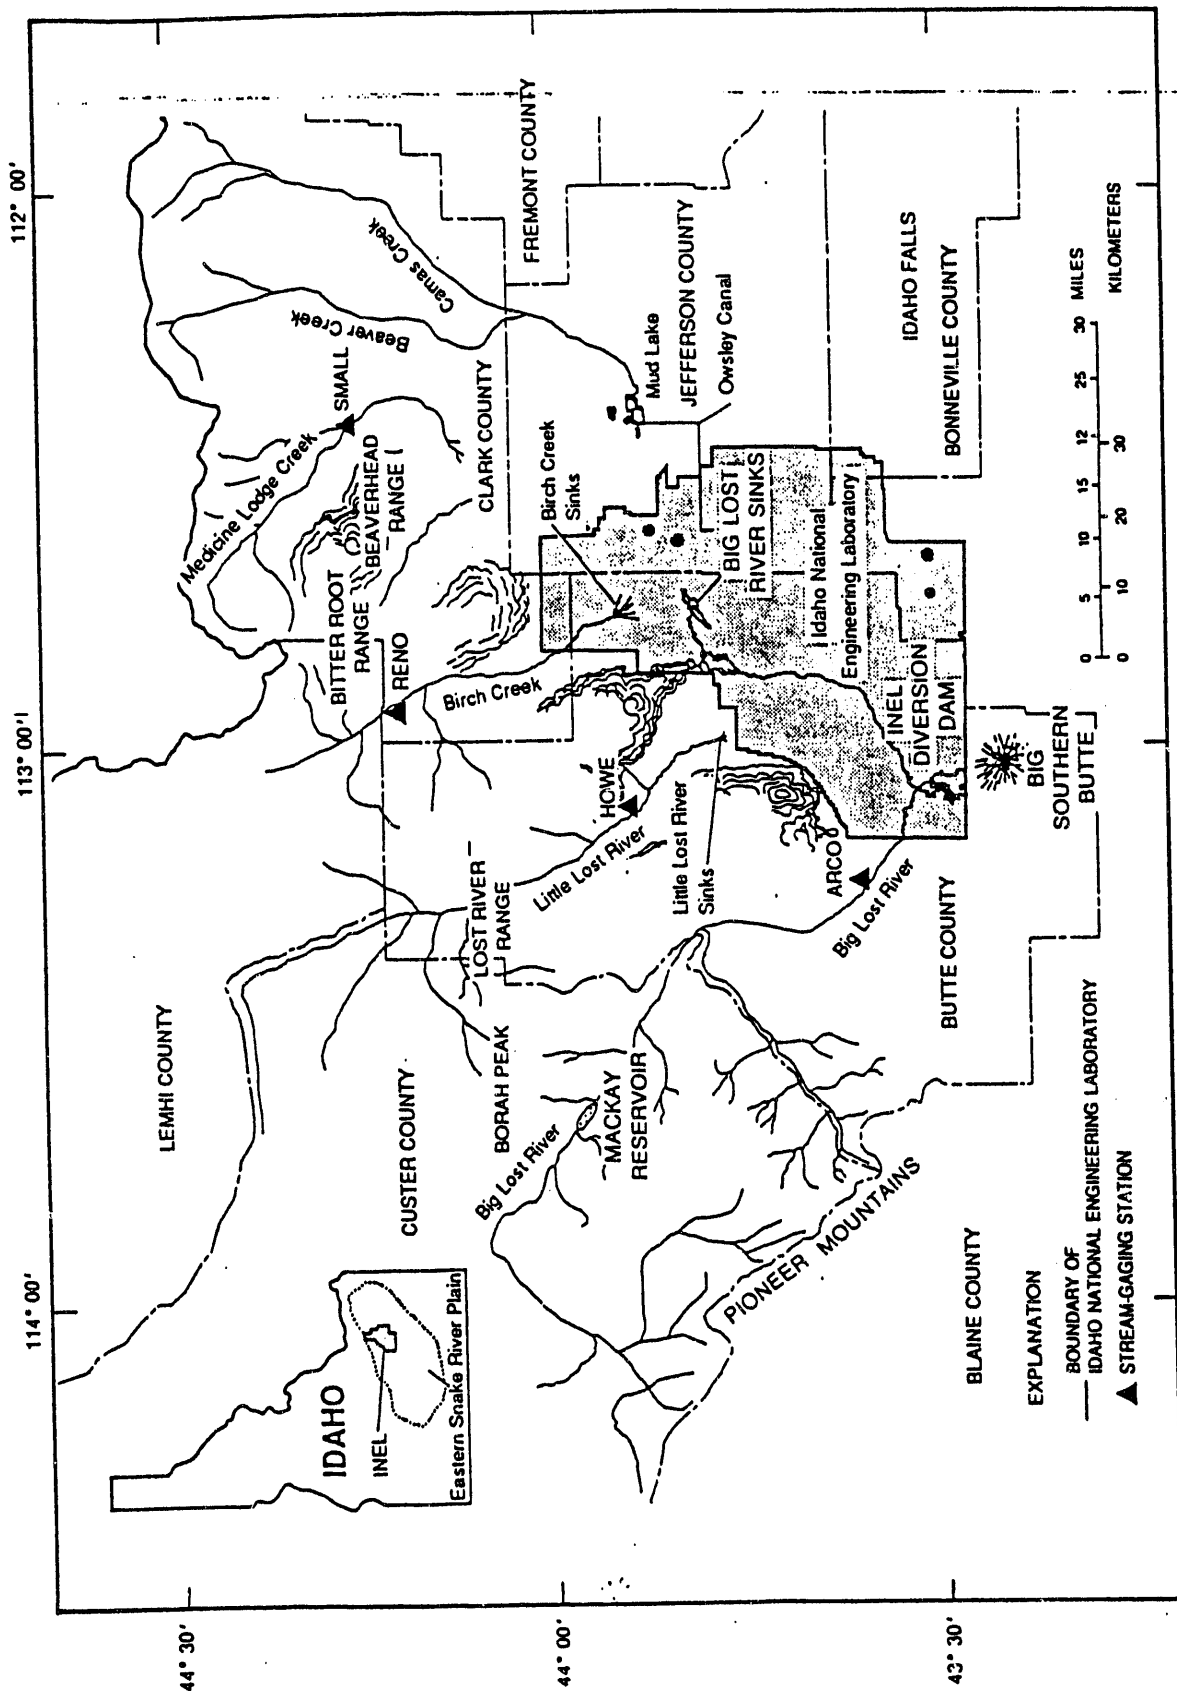 114° 00'
113° 00'
112° 00'
44° 30'
44° 00'
43° 30'
IDAHO
INEL
Eastern Snake River Plain
LEMHI COUNTY
CUSTER COUNTY
BORAH PEAK
LOST RIVER
RANGE
Big Lost River
MACKAY
RESERVOIR
PIONEER MOUNTAINS
BITTER ROOT
RANGE
RENO
Birch Creek
Medicine Lodge Creek
BEAVERHEAD
RANGE
SMALL
Beaver Creek
Camas Creek
CLARK COUNTY
FREMONT COUNTY
Birch Creek
Sinks
Mud Lake
JEFFERSON COUNTY
Owsley Canal
HOWE
Little Lost River
Little Lost River
Sinks
BIG LOST
RIVER SINKS
Idaho National
Engineering Laboratory
ARCO
Big Lost River
INEL
DIVERSION
DAM
BIG
SOUTHERN
BUTTE
BUTTE COUNTY
BLAINE COUNTY
IDAHO FALLS
BONNEVILLE COUNTY
EXPLANATION
BOUNDARY OF
IDAHO NATIONAL ENGINEERING LABORATORY
STREAM-GAGING STATION
0 5 10 15 12 25 30 MILES
0 10 20 30 KILOMETERS